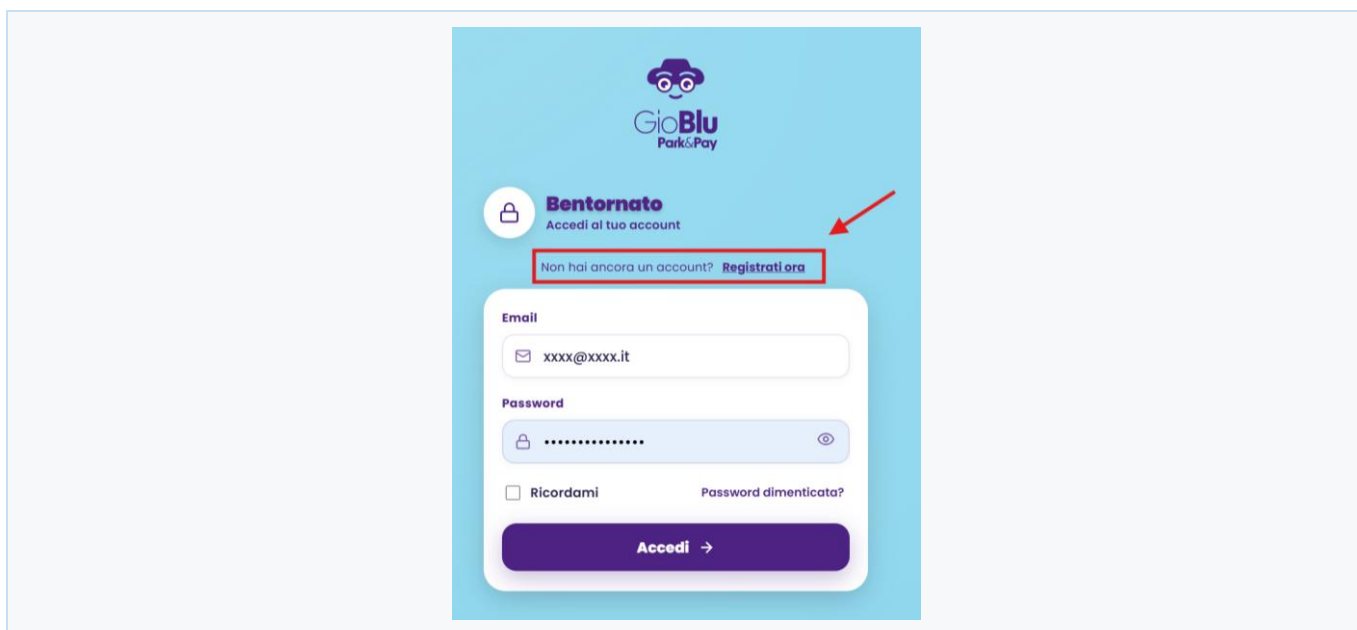 GioBlu
Park&Pay
Bentornato
Accedi al tuo account
Non hai ancora un account? Registrati ora
Email
xxxx@xxxx.it
Password
•••••••••••••••
Ricordami Password dimenticata?
Accedi →